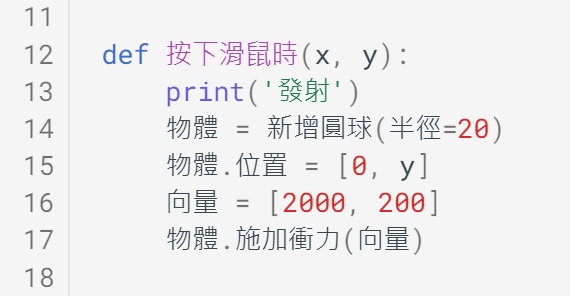 11
12 def 按下滑鼠時(x, y):
13     print('發射')
14     物體 = 新增圓球(半徑=20)
15     物體.位置 = [0, y]
16     向量 = [2000, 200]
17     物體.施加衝力(向量)
18